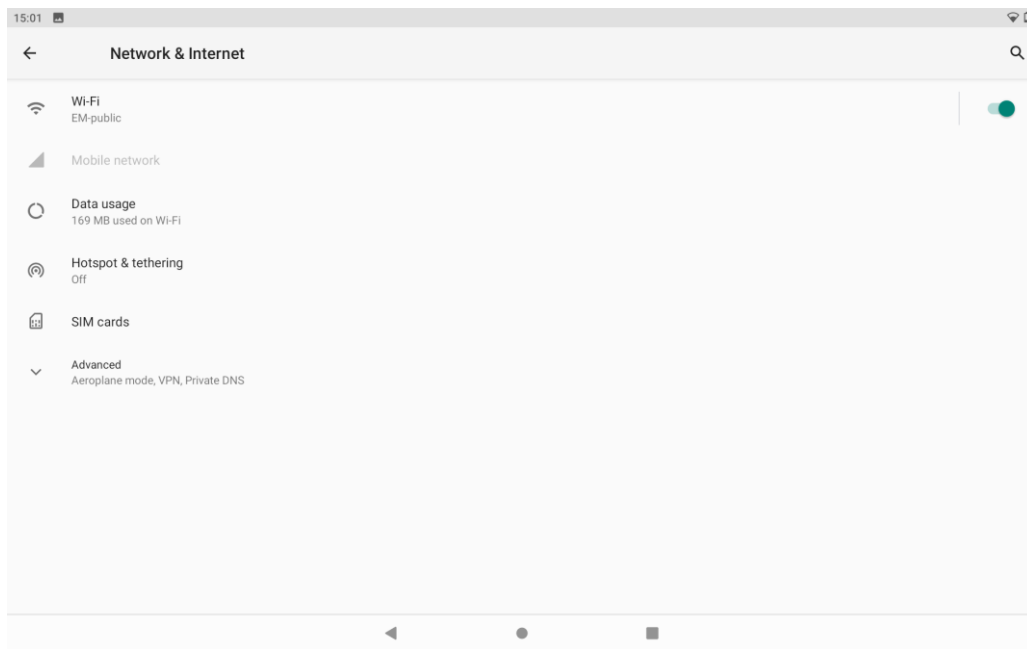 15:01
Network & Internet
Wi-Fi
EM-public
Mobile network
Data usage
169 MB used on Wi-Fi
Hotspot & tethering
Off
SIM cards
Advanced
Aeroplane mode, VPN, Private DNS